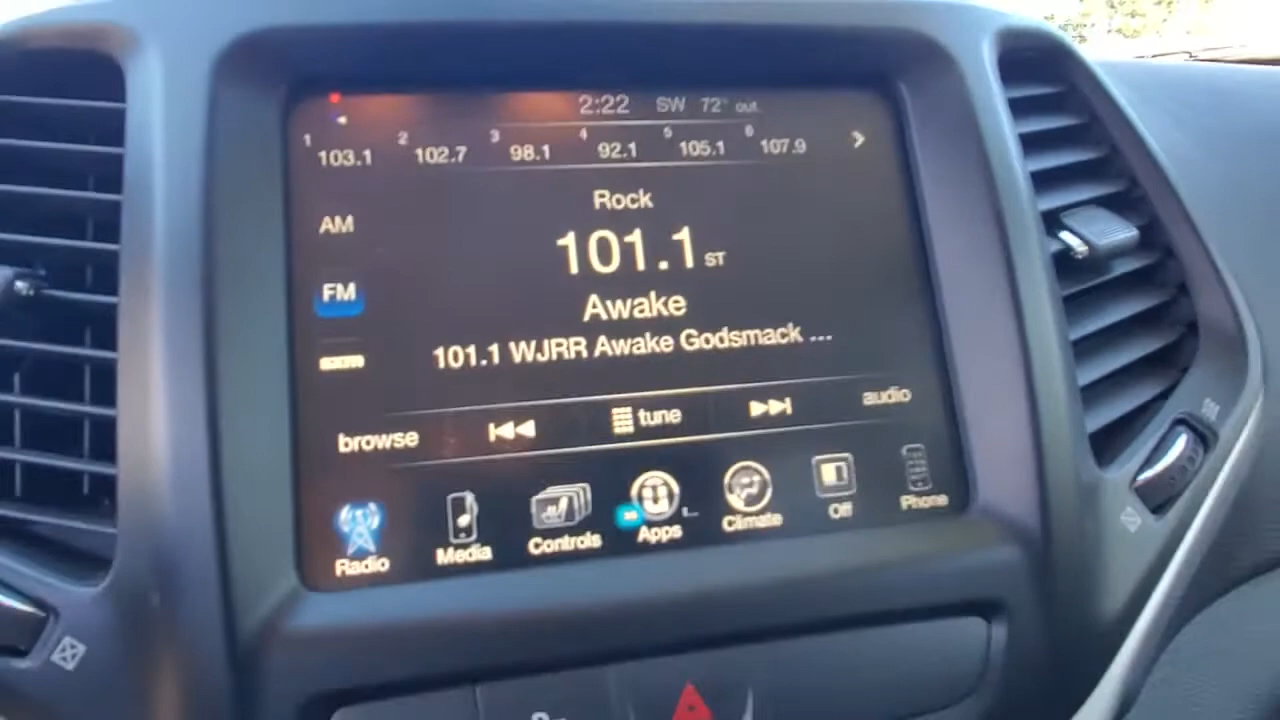 2:22 SW 72° out.
1 103.1 2 102.7 3 98.1 4 92.1 5 105.1 6 107.9
Rock
AM
101.1 ST
FM
Awake
101.1 WJRR Awake Godsmack ...
browse tune audio
Radio Media Controls Apps Climate Off Phone